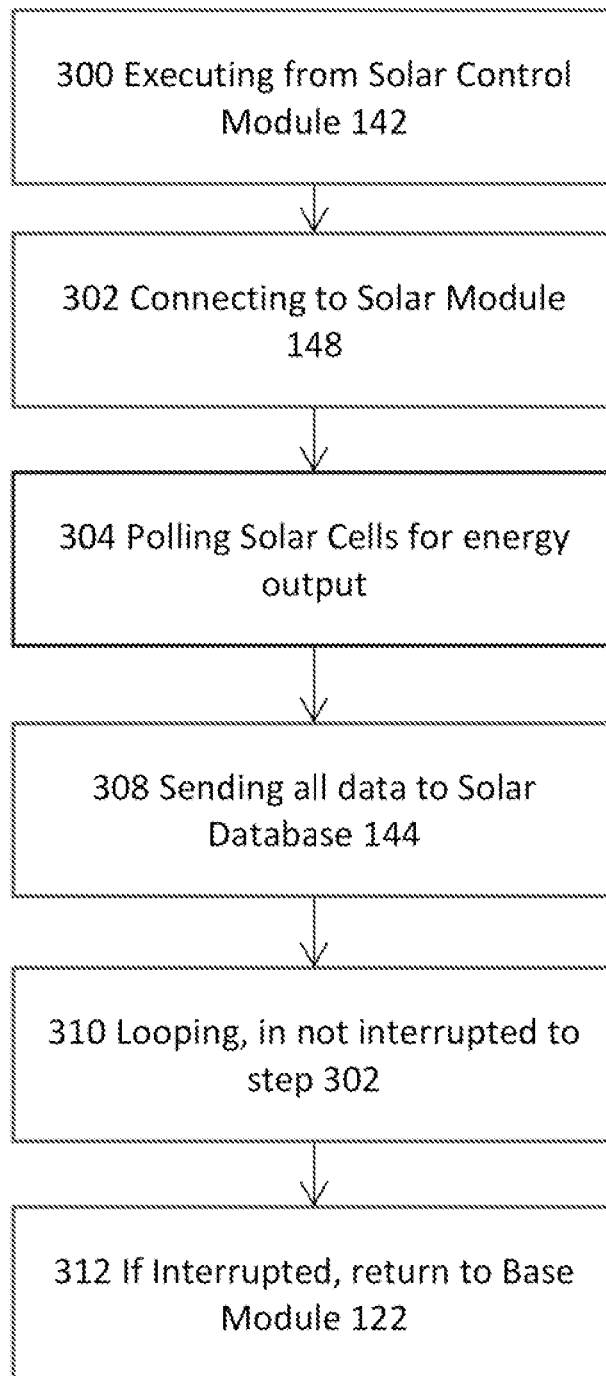 300 Executing from Solar Control
Module 142
302 Connecting to Solar Module
148
304 Polling Solar Cells for energy
output
308 Sending all data to Solar
Database 144
310 Looping, in not interrupted to
step 302
312 If Interrupted, return to Base
Module 122